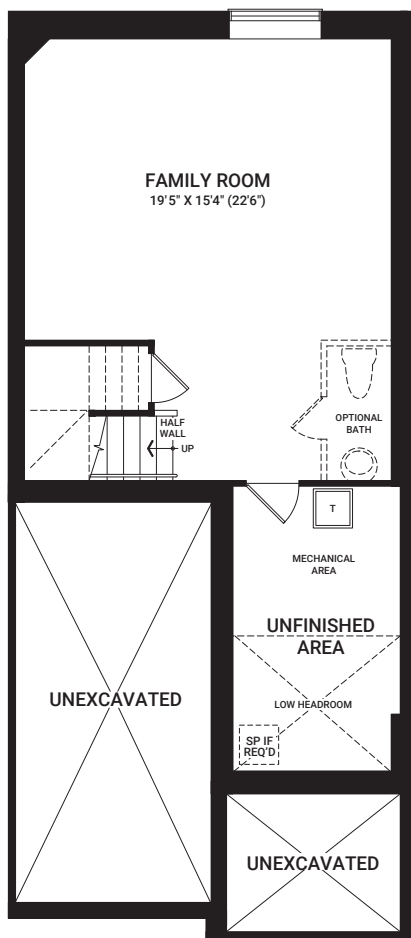 FAMILY ROOM
19'5" X 15'4" (22'6")
HALF
WALL
UP
OPTIONAL
BATH
T
MECHANICAL
AREA
UNFINISHED
AREA
UNEXCAVATED
LOW HEADROOM
SP IF
REQ'D
UNEXCAVATED